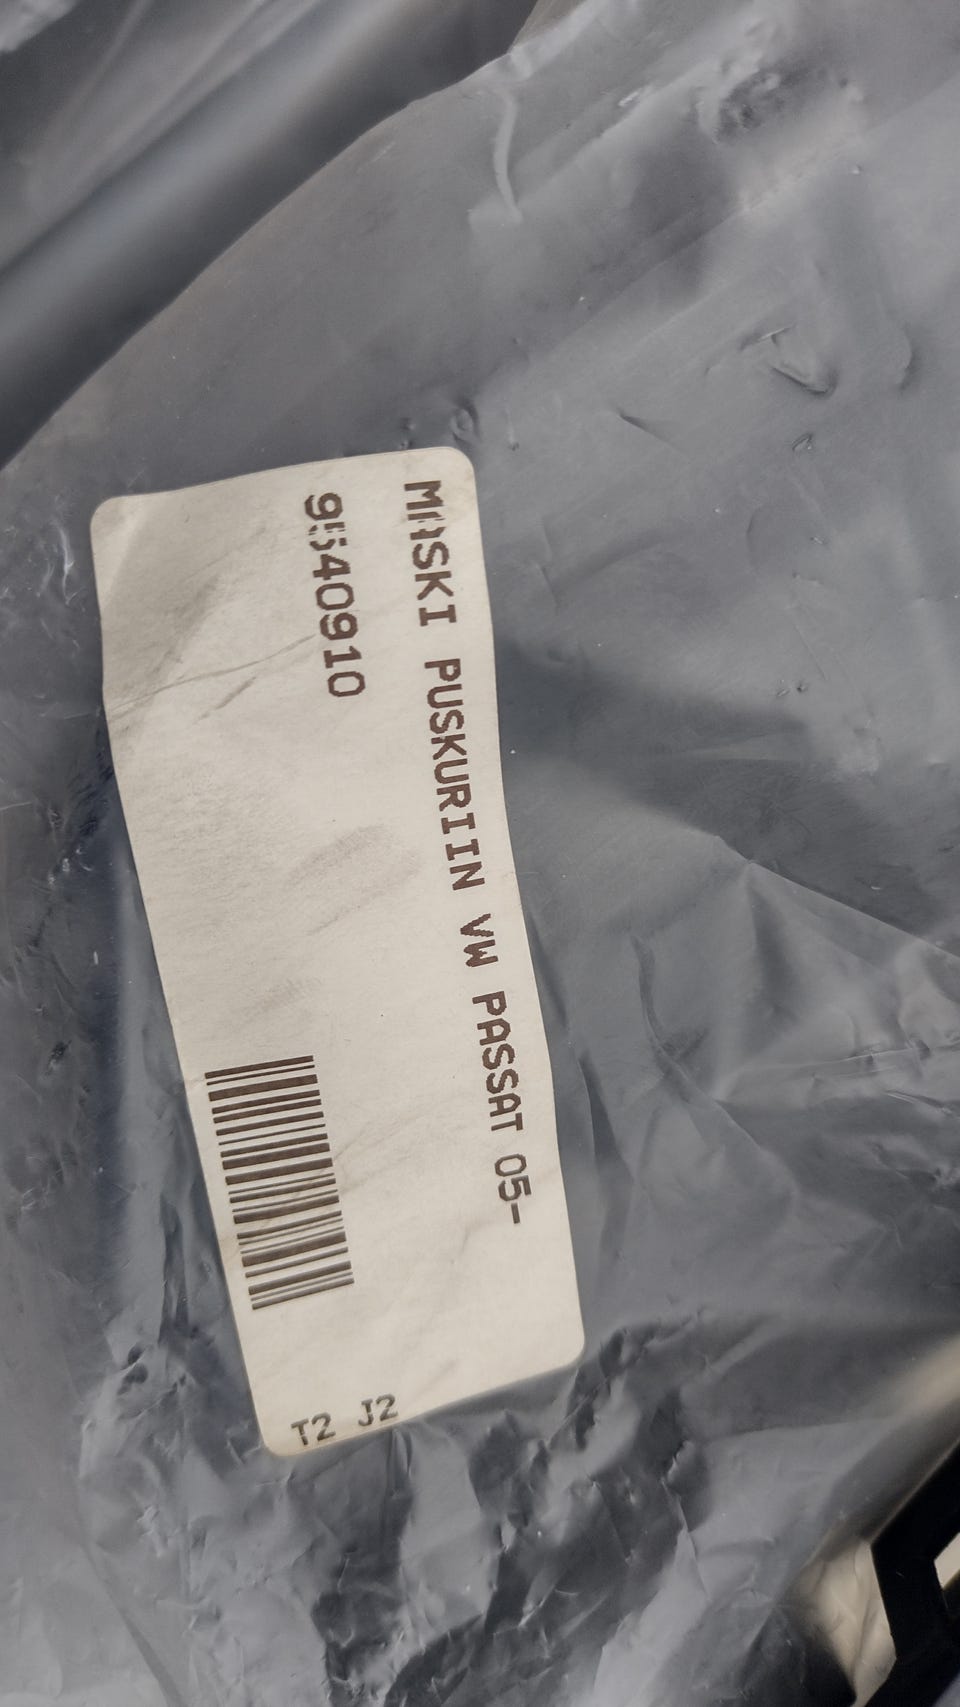 MASKI PUSKURIIN VW PASSAT 05-
9540910
T2 J2